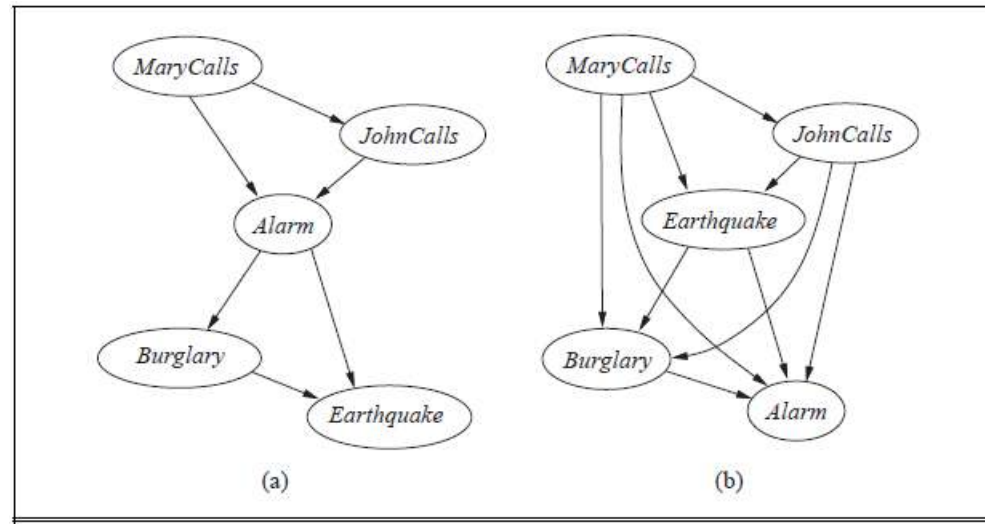 MaryCalls
JohnCalls
Alarm
Burglary
Earthquake
(a)
MaryCalls
JohnCalls
Earthquake
Burglary
Alarm
(b)